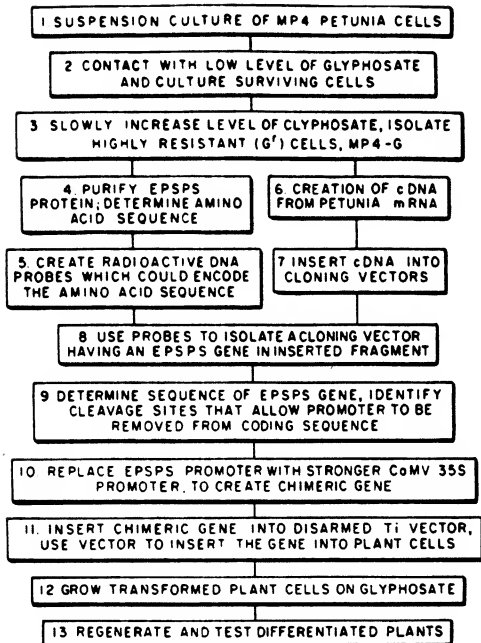 1 SUSPENSION CULTURE OF MP4 PETUNIA CELLS
2 CONTACT WITH LOW LEVEL OF GLYPHOSATE
AND CULTURE SURVIVING CELLS
3 SLOWLY INCREASE LEVEL OF CLYPHOSATE, ISOLATE
HIGHLY RESISTANT (Gʳ) CELLS, MP4-G
4. PURIFY EPSPS
PROTEIN; DETERMINE AMINO
ACID SEQUENCE
5. CREATE RADIOACTIVE DNA
PROBES WHICH COULD ENCODE
THE AMINO ACID SEQUENCE
6. CREATION OF cDNA
FROM PETUNIA mRNA
7 INSERT cDNA INTO
CLONING VECTORS
8 USE PROBES TO ISOLATE A CLONING VECTOR
HAVING AN EPSPS GENE IN INSERTED FRAGMENT
9 DETERMINE SEQUENCE OF EPSPS GENE, IDENTIFY
CLEAVAGE SITES THAT ALLOW PROMOTER TO BE
REMOVED FROM CODING SEQUENCE
10. REPLACE EPSPS PROMOTER WITH STRONGER CaMV 35S
PROMOTER, TO CREATE CHIMERIC GENE
11. INSERT CHIMERIC GENE INTO DISARMED Ti VECTOR,
USE VECTOR TO INSERT THE GENE INTO PLANT CELLS
12 GROW TRANSFORMED PLANT CELLS ON GLYPHOSATE
13 REGENERATE AND TEST DIFFERENTIATED PLANTS